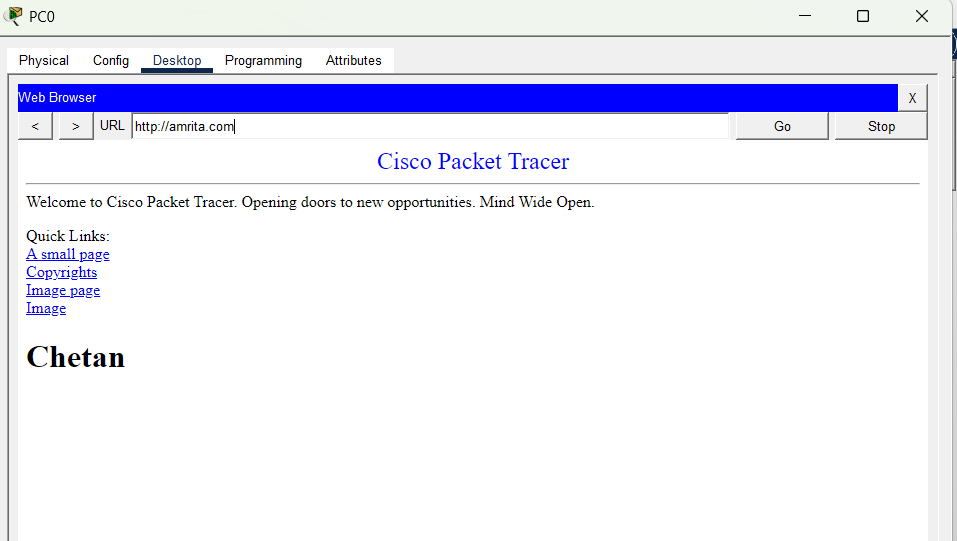 PC0
Physical Config Desktop Programming Attributes
Web Browser X
< > URL http://amrita.com Go Stop
Cisco Packet Tracer
Welcome to Cisco Packet Tracer. Opening doors to new opportunities. Mind Wide Open.
Quick Links:
A small page
Copyrights
Image page
Image
Chetan